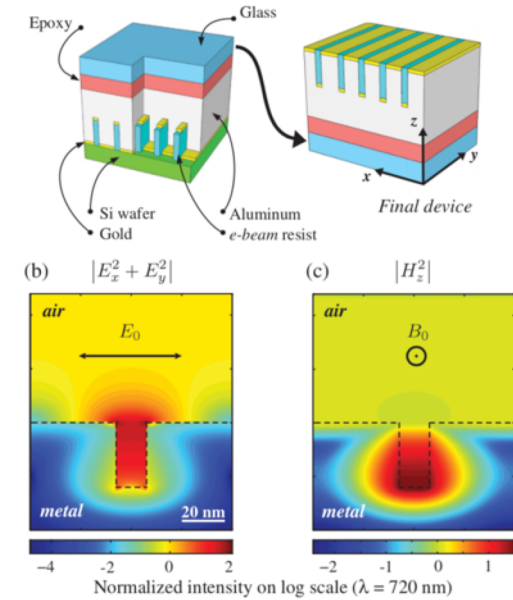 Glass
Epoxy
z
y
x
Si wafer
Gold
Aluminum
e-beam resist
Final device
(b) |E_x^2 + E_y^2|
(c) |H_z^2|
air
E_0
metal
20 nm
air
B_0
metal
−4 -2 0 2
−2 -1 0 1
Normalized intensity on log scale (λ = 720 nm)